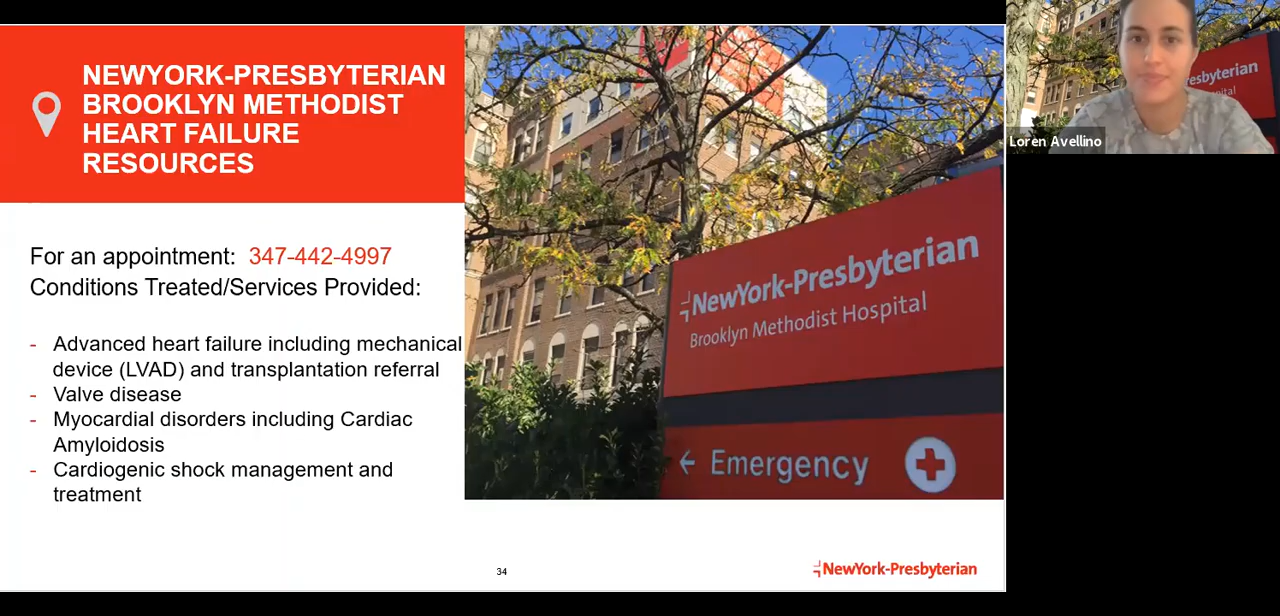 NEWYORK-PRESBYTERIAN
BROOKLYN METHODIST
HEART FAILURE
RESOURCES
For an appointment: 347-442-4997
Conditions Treated/Services Provided:
- Advanced heart failure including mechanical
device (LVAD) and transplantation referral
- Valve disease
- Myocardial disorders including Cardiac
Amyloidosis
- Cardiogenic shock management and
treatment
NewYork-Presbyterian
Brooklyn Methodist Hospital
← Emergency
34
NewYork-Presbyterian
esbyterian
pital
Loren Avellino